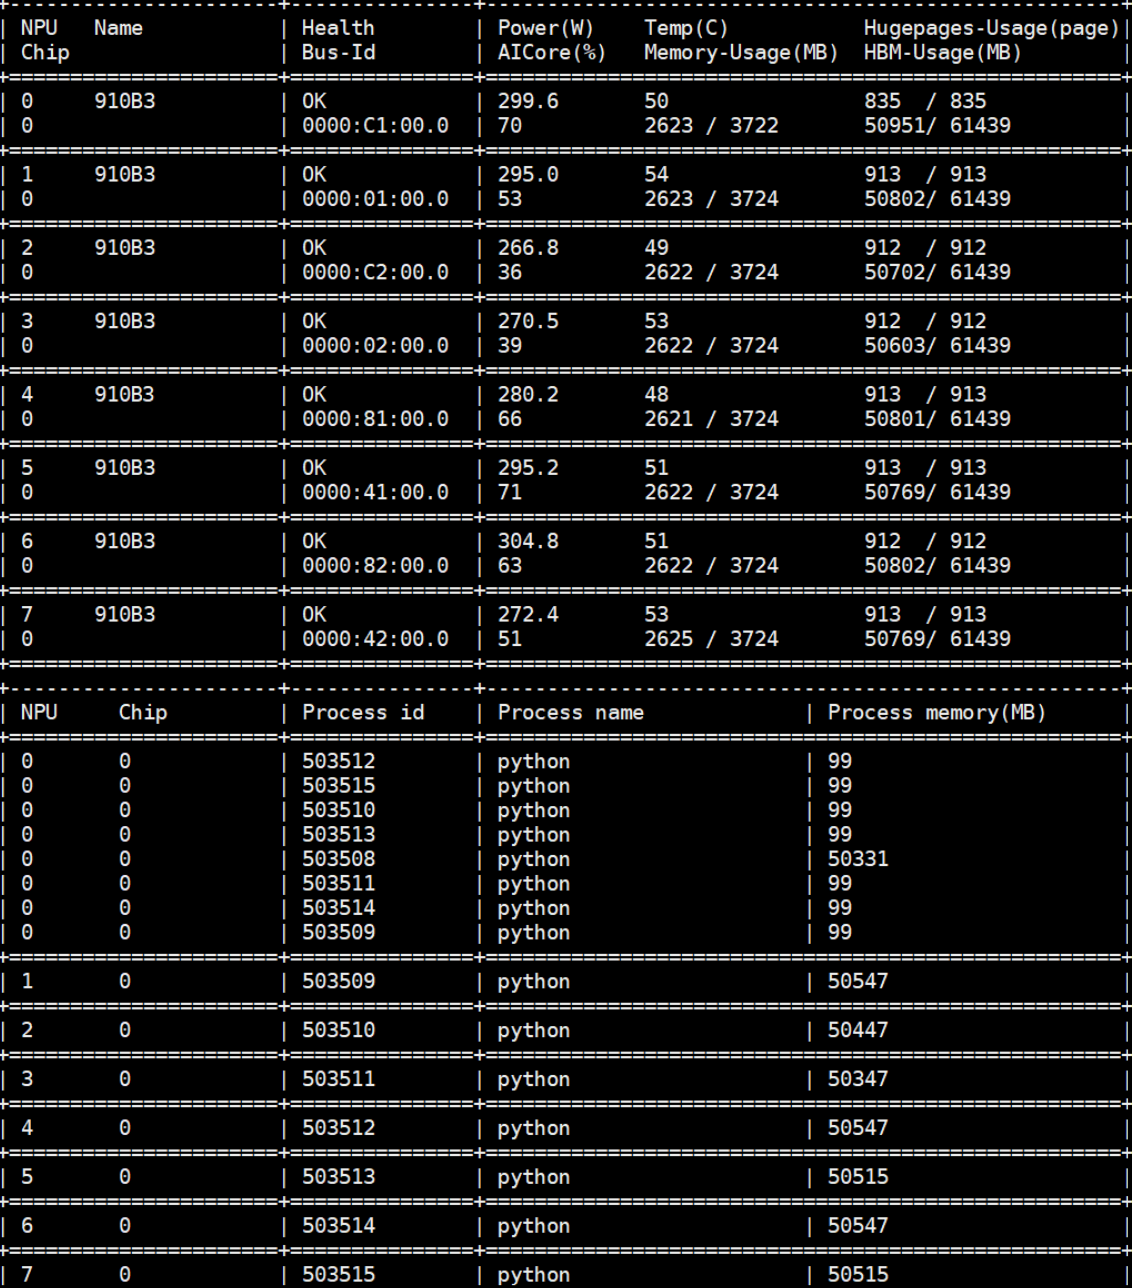 +----------------------+---------------+----------------------------------------------------+
| NPU   Name           | Health        | Power(W)    Temp(C)           Hugepages-Usage(page)|
| Chip                 | Bus-Id        | AICore(%)   Memory-Usage(MB)  HBM-Usage(MB)        |
+======================+===============+====================================================+
| 0     910B3          | OK            | 299.6       50                835  / 835           |
| 0                    | 0000:C1:00.0  | 70          2623 / 3722       50951/ 61439         |
+======================+===============+====================================================+
| 1     910B3          | OK            | 295.0       54                913  / 913           |
| 0                    | 0000:01:00.0  | 53          2623 / 3724       50802/ 61439         |
+======================+===============+====================================================+
| 2     910B3          | OK            | 266.8       49                912  / 912           |
| 0                    | 0000:C2:00.0  | 36          2622 / 3724       50702/ 61439         |
+======================+===============+====================================================+
| 3     910B3          | OK            | 270.5       53                912  / 912           |
| 0                    | 0000:02:00.0  | 39          2622 / 3724       50603/ 61439         |
+======================+===============+====================================================+
| 4     910B3          | OK            | 280.2       48                913  / 913           |
| 0                    | 0000:81:00.0  | 66          2621 / 3724       50801/ 61439         |
+======================+===============+====================================================+
| 5     910B3          | OK            | 295.2       51                913  / 913           |
| 0                    | 0000:41:00.0  | 71          2622 / 3724       50769/ 61439         |
+======================+===============+====================================================+
| 6     910B3          | OK            | 304.8       51                912  / 912           |
| 0                    | 0000:82:00.0  | 63          2622 / 3724       50802/ 61439         |
+======================+===============+====================================================+
| 7     910B3          | OK            | 272.4       53                913  / 913           |
| 0                    | 0000:42:00.0  | 51          2625 / 3724       50769/ 61439         |
+======================+===============+====================================================+
+----------------------+---------------+----------------------------------------------------+
| NPU     Chip         | Process id    | Process name             | Process memory(MB)      |
+======================+===============+====================================================+
| 0       0            | 503512        | python                   | 99                      |
| 0       0            | 503515        | python                   | 99                      |
| 0       0            | 503510        | python                   | 99                      |
| 0       0            | 503513        | python                   | 99                      |
| 0       0            | 503508        | python                   | 50331                   |
| 0       0            | 503511        | python                   | 99                      |
| 0       0            | 503514        | python                   | 99                      |
| 0       0            | 503509        | python                   | 99                      |
+======================+===============+====================================================+
| 1       0            | 503509        | python                   | 50547                   |
+======================+===============+====================================================+
| 2       0            | 503510        | python                   | 50447                   |
+======================+===============+====================================================+
| 3       0            | 503511        | python                   | 50347                   |
+======================+===============+====================================================+
| 4       0            | 503512        | python                   | 50547                   |
+======================+===============+====================================================+
| 5       0            | 503513        | python                   | 50515                   |
+======================+===============+====================================================+
| 6       0            | 503514        | python                   | 50547                   |
+======================+===============+====================================================+
| 7       0            | 503515        | python                   | 50515                   |